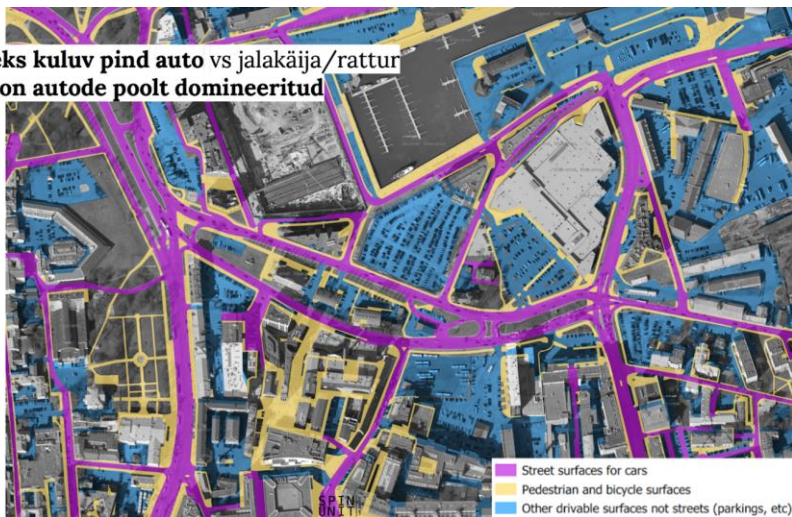 eks kuluv pind auto vs jalakäija/rattur
on autode poolt domineeritud
Street surfaces for cars
Pedestrian and bicycle surfaces
Other drivable surfaces not streets (parkings, etc)
SPIN
UNIT